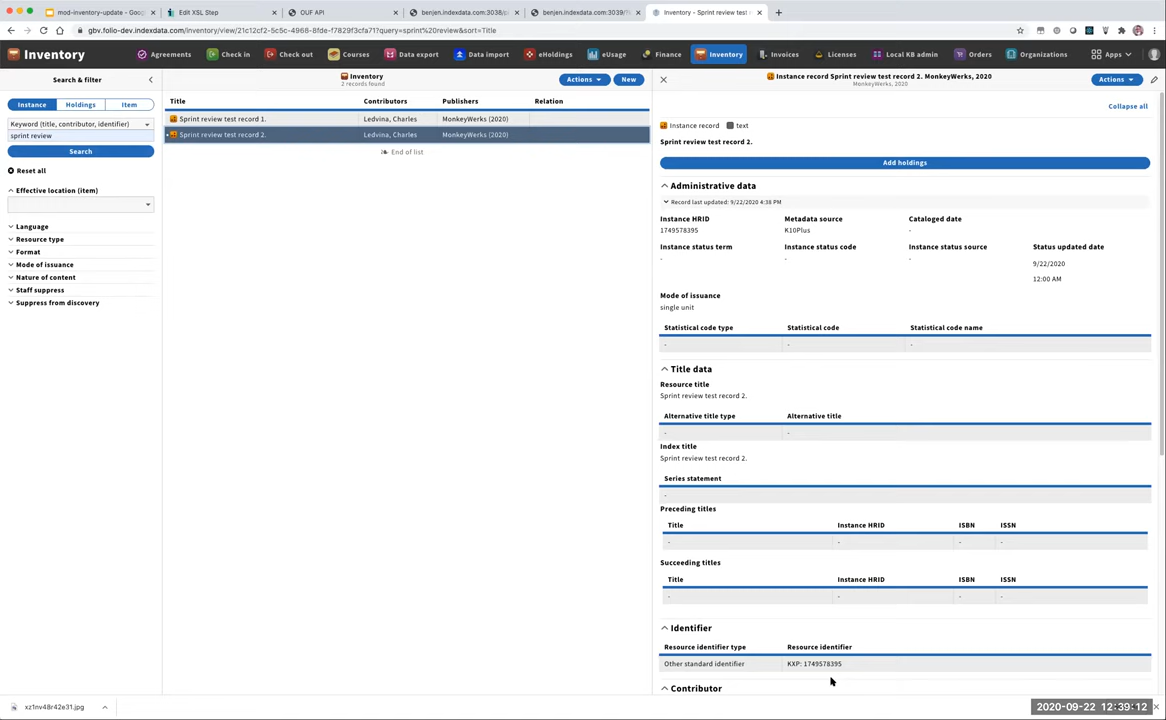 mod-inventory-update - Goog
Edit XSL Step
OUF API
benjen.indexdata.com:3038/p
benjen.indexdata.com:3039/
Inventory - Sprint review test r
gbv.folio-dev.indexdata.com/inventory/view/21c12cf2-5c5c-4966-8fde-f7829f3cfa71?query=sprint%20review&sort=Title
Inventory
Agreements
Check in
Check out
Courses
Data export
Data import
eHoldings
eUsage
Finance
Inventory
Invoices
Licenses
Local KB admin
Orders
Organizations
Apps
Search & filter
Instance
Holdings
Item
Keyword (title, contributor, identifier)
sprint review
Search
Reset all
Effective location (item)
Language
Resource type
Format
Mode of issuance
Nature of content
Staff suppress
Suppress from discovery
Inventory
2 records found
Actions
New
Title Contributors Publishers Relation
Sprint review test record 1. Ledvina, Charles MonkeyWerks (2020)
Sprint review test record 2. Ledvina, Charles MonkeyWerks (2020)
End of list
Instance record Sprint review test record 2. MonkeyWerks, 2020
MonkeyWerks, 2020
Actions
Collapse all
Instance record text
Sprint review test record 2.
Add holdings
Administrative data
Record last updated: 9/22/2020 4:38 PM
Instance HRID Metadata source Cataloged date
1749578395 K10Plus -
Instance status term Instance status code Instance status source Status updated date
- - - 9/22/2020
12:00 AM
Mode of issuance
single unit
Statistical code type Statistical code Statistical code name
- - -
Title data
Resource title
Sprint review test record 2.
Alternative title type Alternative title
- -
Index title
Sprint review test record 2.
Series statement
-
Preceding titles
Title Instance HRID ISBN ISSN
- - - -
Succeeding titles
Title Instance HRID ISBN ISSN
- - - -
Identifier
Resource identifier type Resource identifier
Other standard identifier KXP: 1749578395
Contributor
xz1nv48r42e31.jpg
2020-09-22 12:39:12